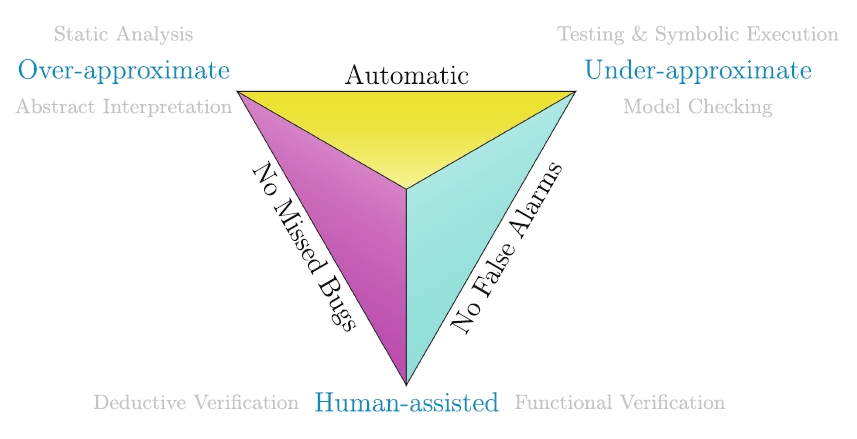 Static Analysis
Testing & Symbolic Execution
Over-approximate
Automatic
Under-approximate
Abstract Interpretation
Model Checking
No Missed Bugs
No False Alarms
Deductive Verification
Human-assisted
Functional Verification